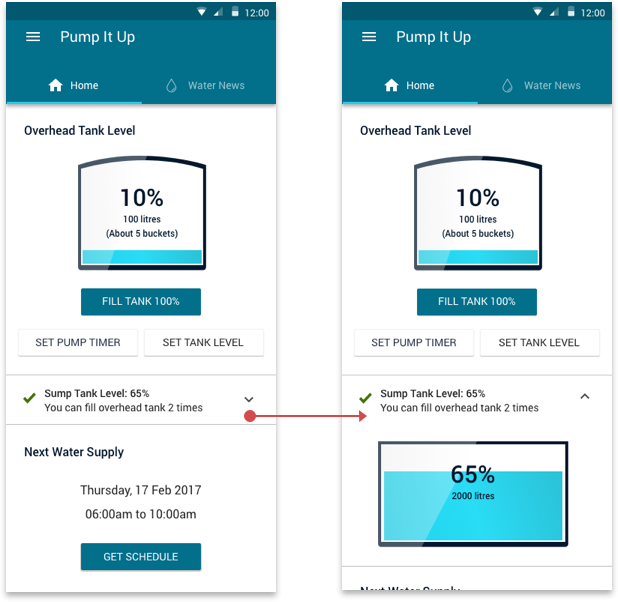 12:00
Pump It Up
Home
Water News
Overhead Tank Level
10%
100 litres
(About 5 buckets)
FILL TANK 100%
SET PUMP TIMER
SET TANK LEVEL
Sump Tank Level: 65%
You can fill overhead tank 2 times
Next Water Supply
Thursday, 17 Feb 2017
06:00am to 10:00am
GET SCHEDULE
12:00
Pump It Up
Home
Water News
Overhead Tank Level
10%
100 litres
(About 5 buckets)
FILL TANK 100%
SET PUMP TIMER
SET TANK LEVEL
Sump Tank Level: 65%
You can fill overhead tank 2 times
65%
2000 litres
Next Water Supply